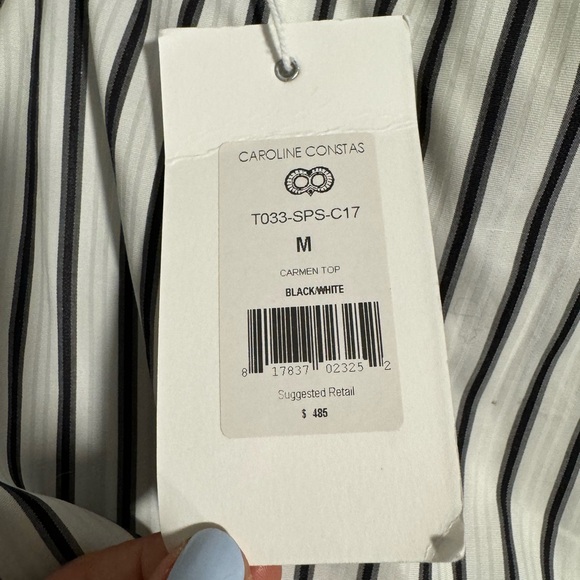 CAROLINE CONSTAS
T033-SPS-C17
M
CARMEN TOP
BLACK/WHITE
8 17837 02325 2
Suggested Retail
$ 485